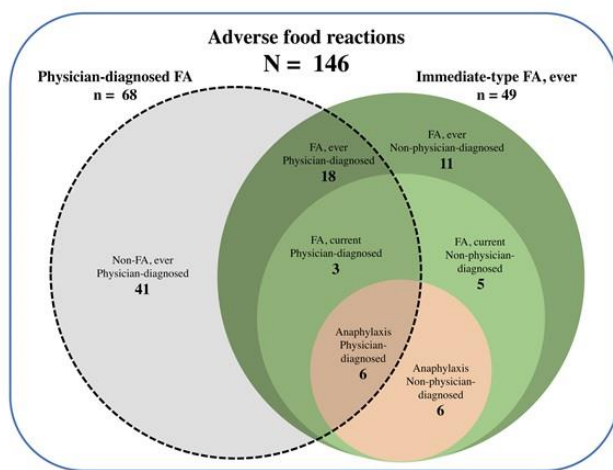 Adverse food reactions
N = 146
Physician-diagnosed FA
n = 68
Immediate-type FA, ever
n = 49
FA, ever
Physician-diagnosed
18
FA, ever
Non-physician-diagnosed
11
Non-FA, ever
Physician-diagnosed
41
FA, current
Physician-diagnosed
3
FA, current
Non-physician-
diagnosed
5
Anaphylaxis
Physician-
diagnosed
6
Anaphylaxis
Non-physician-
diagnosed
6